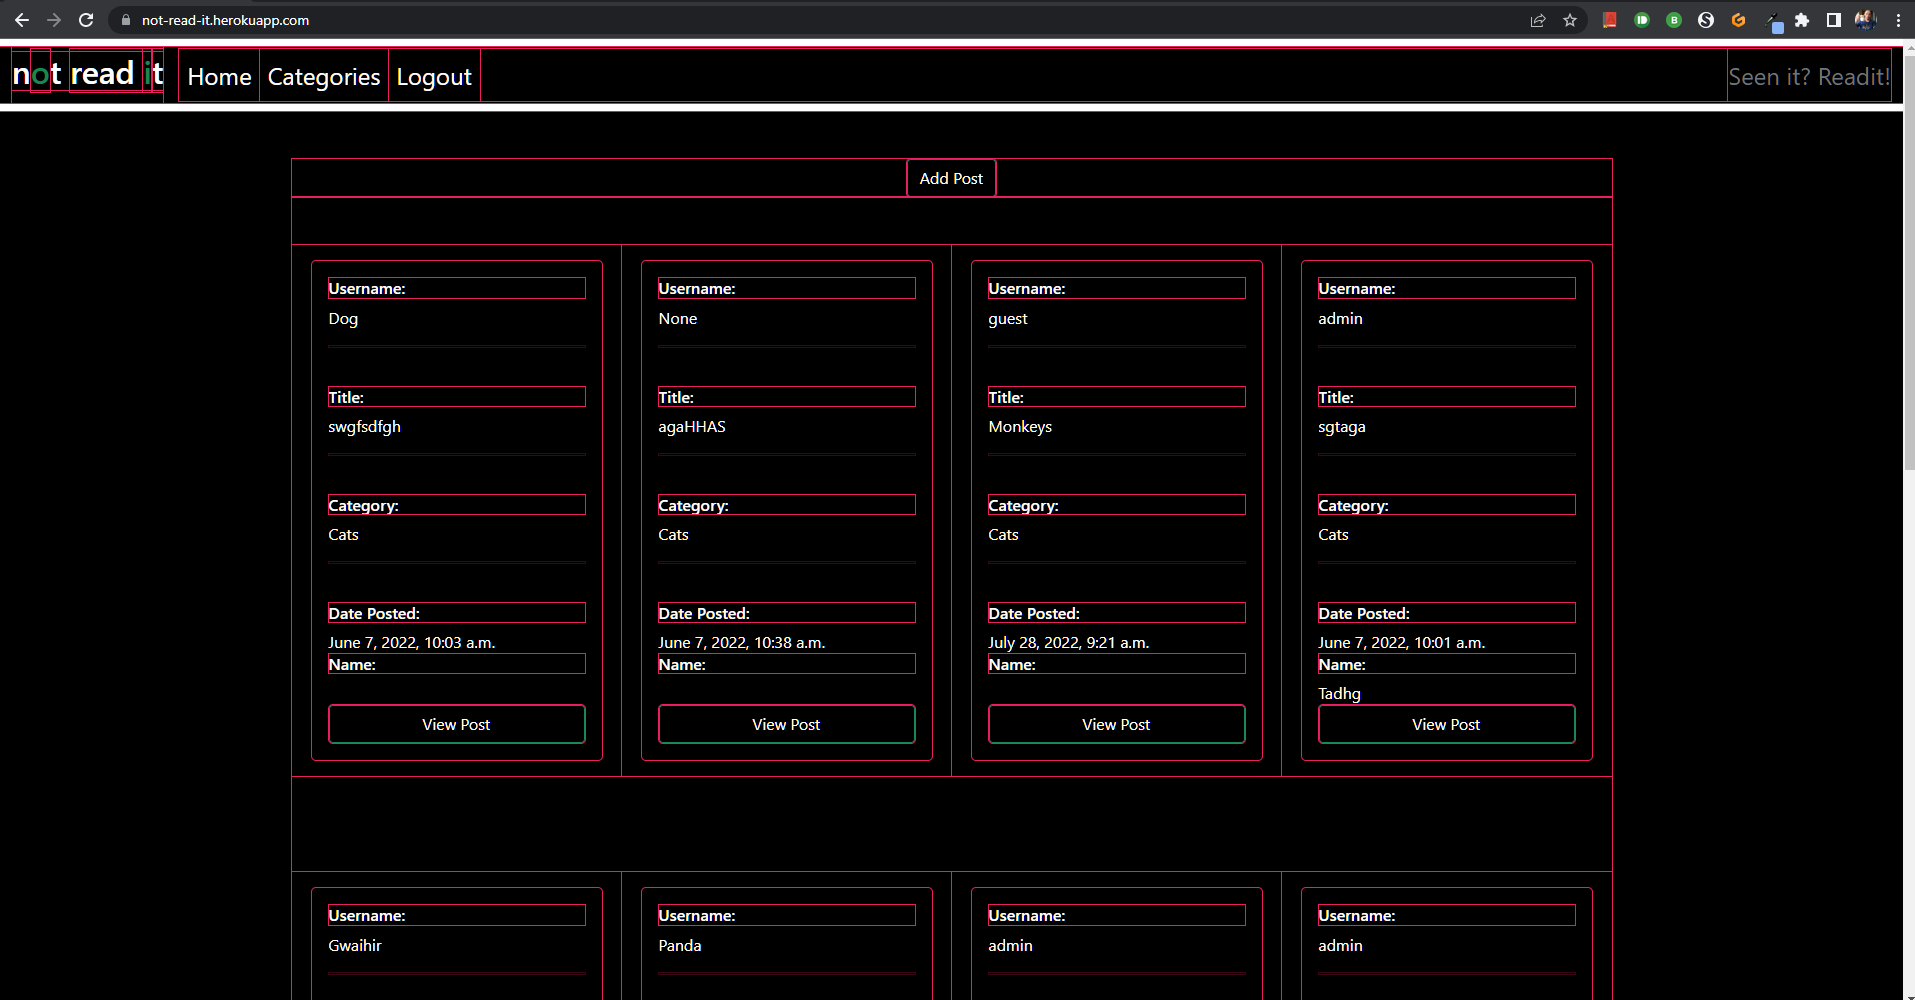 not-read-it.herokuapp.com
not read it Home Categories Logout Seen it? Readit!
Add Post
Username: Username: Username: Username:
Dog None guest admin
Title: Title: Title: Title:
swgfsdfgh agaHHAS Monkeys sgtaga
Category: Category: Category: Category:
Cats Cats Cats Cats
Date Posted: Date Posted: Date Posted: Date Posted:
June 7, 2022, 10:03 a.m. June 7, 2022, 10:38 a.m. July 28, 2022, 9:21 a.m. June 7, 2022, 10:01 a.m.
Name: Name: Name: Name:
Tadhg
View Post View Post View Post View Post
Username: Username: Username: Username:
Gwaihir Panda admin admin